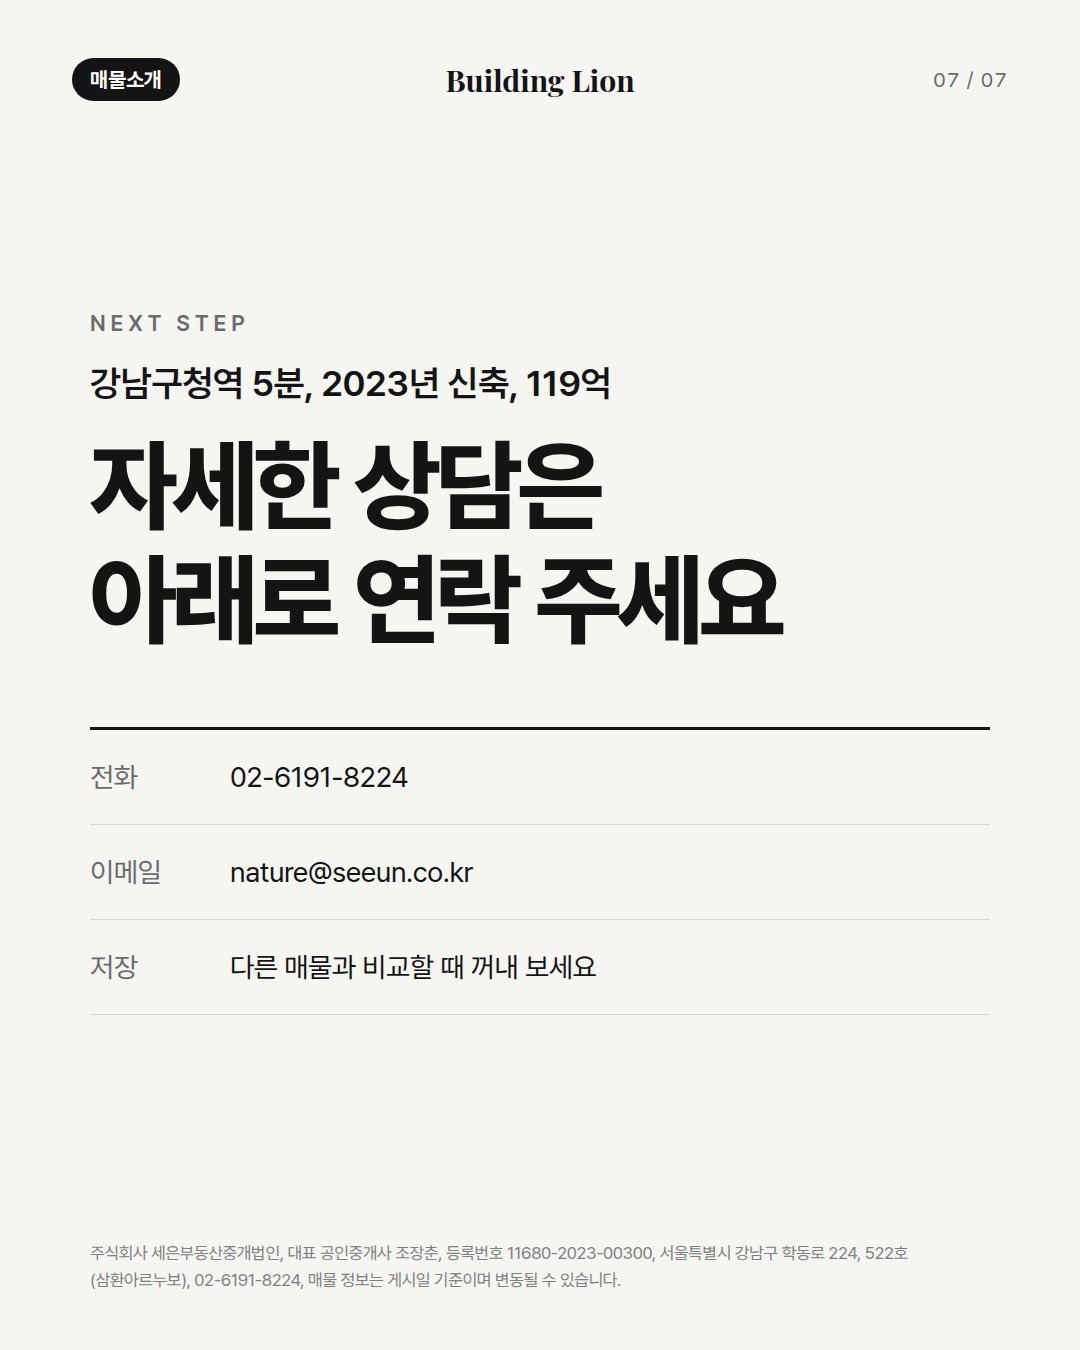 매물소개
Building Lion
07 / 07
NEXT STEP
강남구청역 5분, 2023년 신축, 119억
자세한 상담은
아래로 연락 주세요
전화 02-6191-8224
이메일 nature@seeun.co.kr
저장 다른 매물과 비교할 때 꺼내 보세요
주식회사 세은부동산중개법인, 대표 공인중개사 조장춘, 등록번호 11680-2023-00300, 서울특별시 강남구 학동로 224, 522호
(삼환아르누보), 02-6191-8224, 매물 정보는 게시일 기준이며 변동될 수 있습니다.